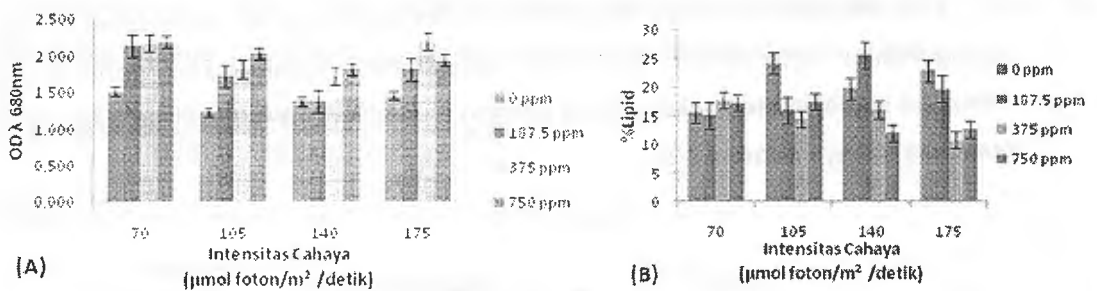 2.500
2.000
1.500
1.000
0.500
0.000
OD λ 680nm
70 105 140 175
Intensitas Cahaya
(µmol foton/m² /detik)
(A)
0 ppm
187.5 ppm
375 ppm
750 ppm
30
25
20
15
10
5
0
%Lipid
70 105 140 175
Intensitas Cahaya
(µmol foton/m² /detik)
(B)
0 ppm
187.5 ppm
375 ppm
750 ppm